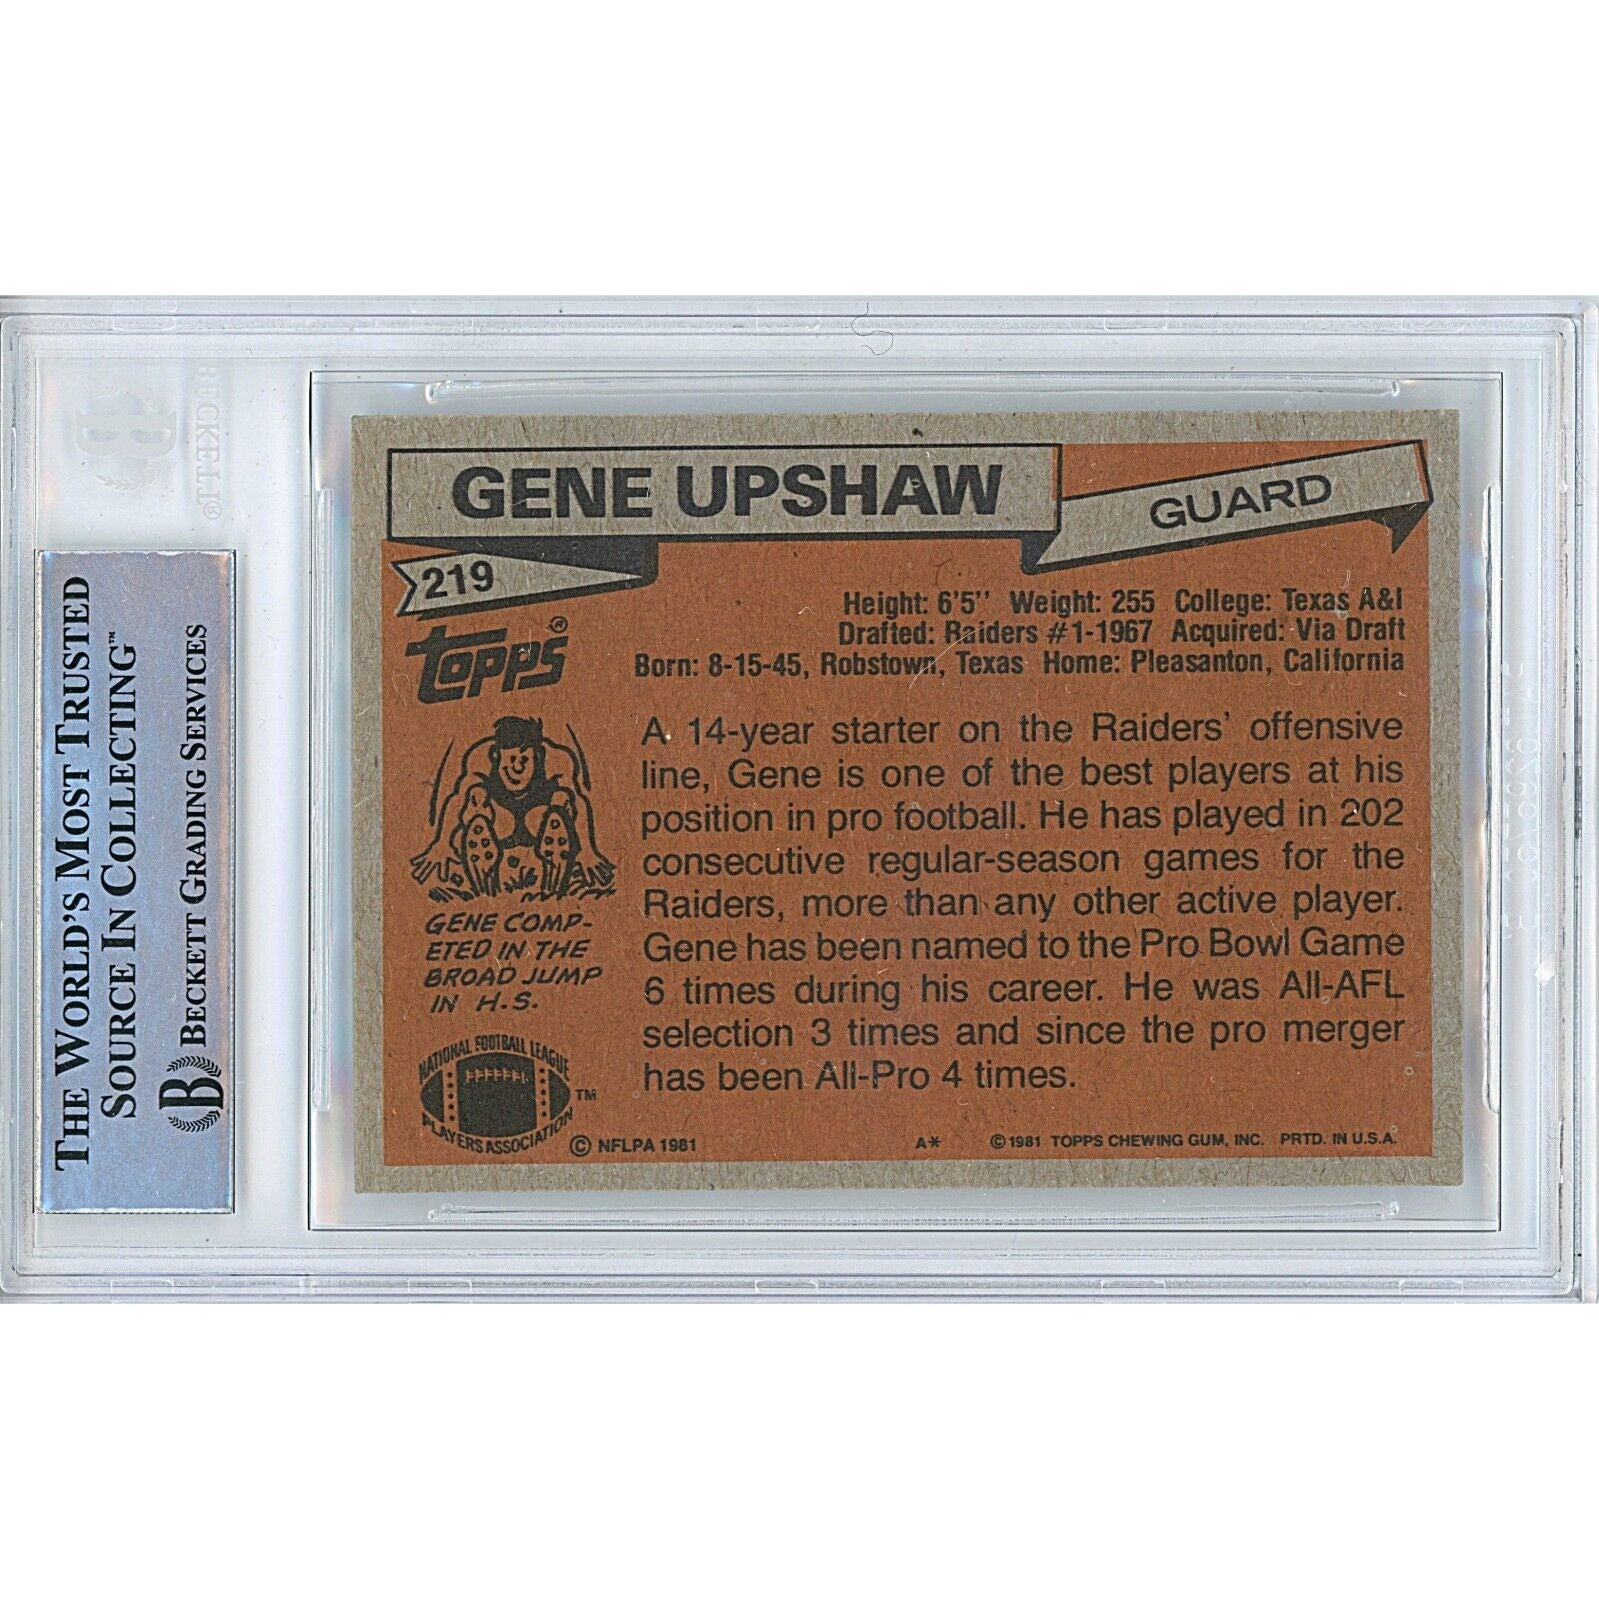 BECKETT®
THE WORLD'S MOST TRUSTED
SOURCE IN COLLECTING™
BECKETT GRADING SERVICES
B
GENE UPSHAW
GUARD
219
topps®
Height: 6'5'' Weight: 255 College: Texas A&I
Drafted: Raiders #1-1967 Acquired: Via Draft
Born: 8-15-45, Robstown, Texas Home: Pleasanton, California
A 14-year starter on the Raiders' offensive
line, Gene is one of the best players at his
position in pro football. He has played in 202
consecutive regular-season games for the
Raiders, more than any other active player.
Gene has been named to the Pro Bowl Game
6 times during his career. He was All-AFL
selection 3 times and since the pro merger
has been All-Pro 4 times.
GENE COMP-
ETED IN THE
BROAD JUMP
IN H.S.
NATIONAL FOOTBALL LEAGUE
PLAYERS ASSOCIATION
TM
© NFLPA 1981
A*
©1981 TOPPS CHEWING GUM, INC. PRTD. IN U.S.A.